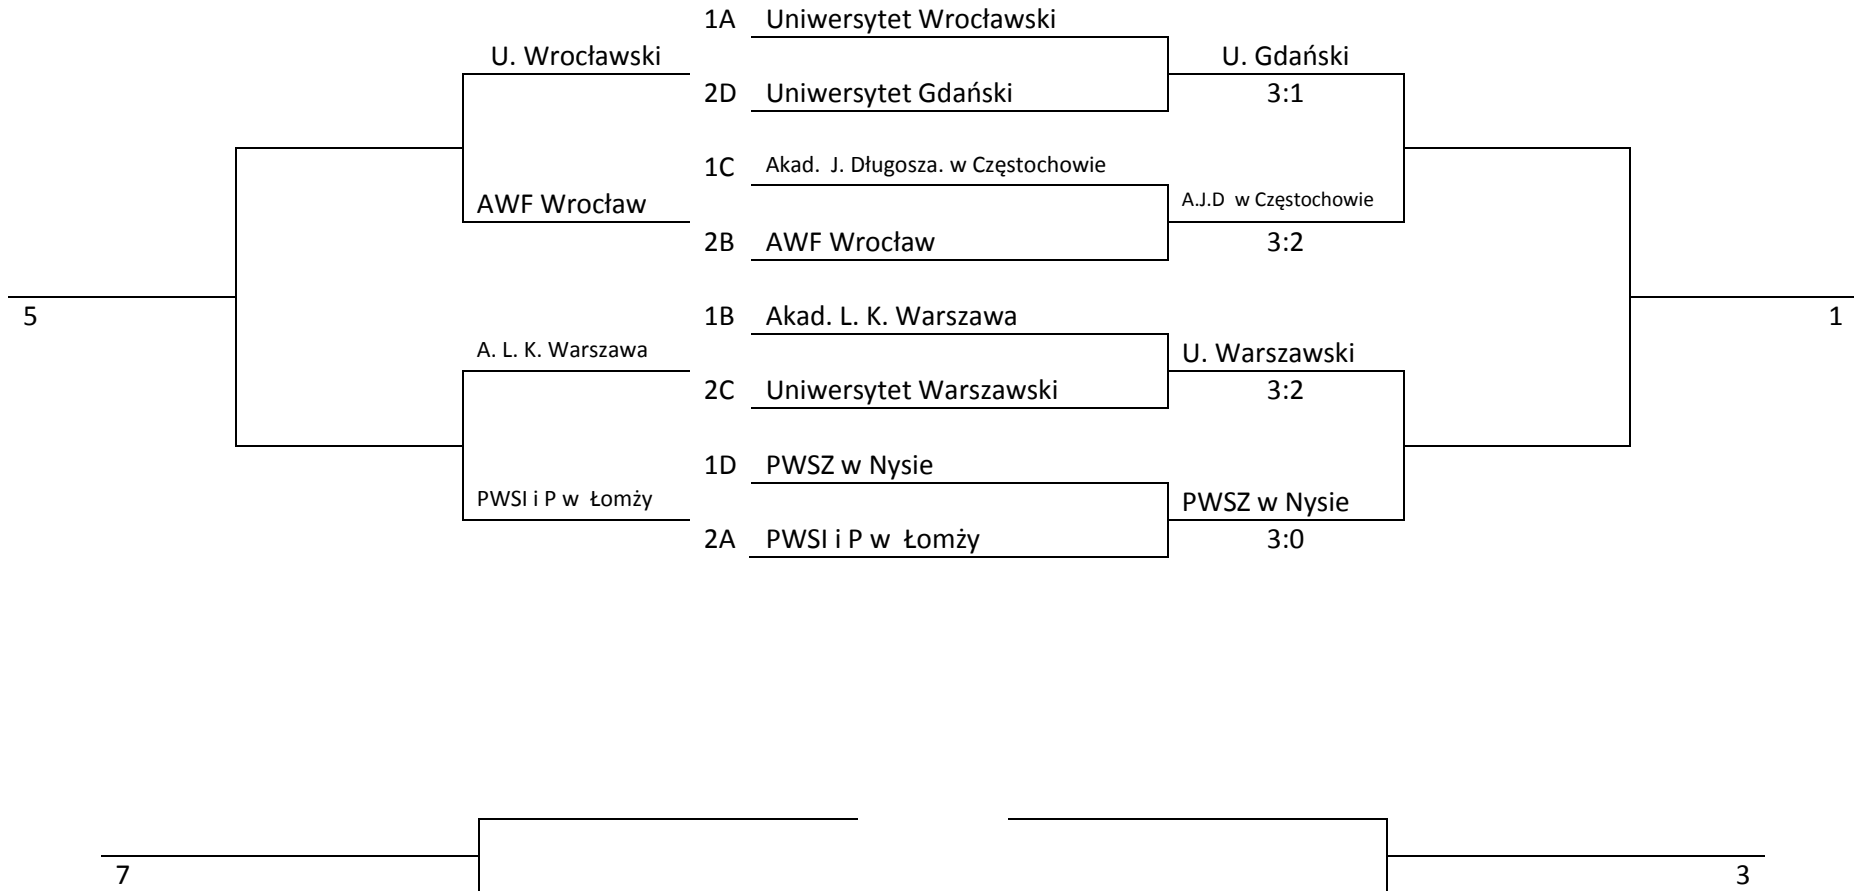 1A Uniwersytet Wrocławski
U. Wrocławski U. Gdański
2D Uniwersytet Gdański 3:1
1C Akad. J. Długosza. w Częstochowie
AWF Wrocław A.J.D w Częstochowie
2B AWF Wrocław 3:2
5 1B Akad. L. K. Warszawa 1
A. L. K. Warszawa U. Warszawski
2C Uniwersytet Warszawski 3:2
1D PWSZ w Nysie
PWSI i P w Łomży PWSZ w Nysie
2A PWSI i P w Łomży 3:0
7 3